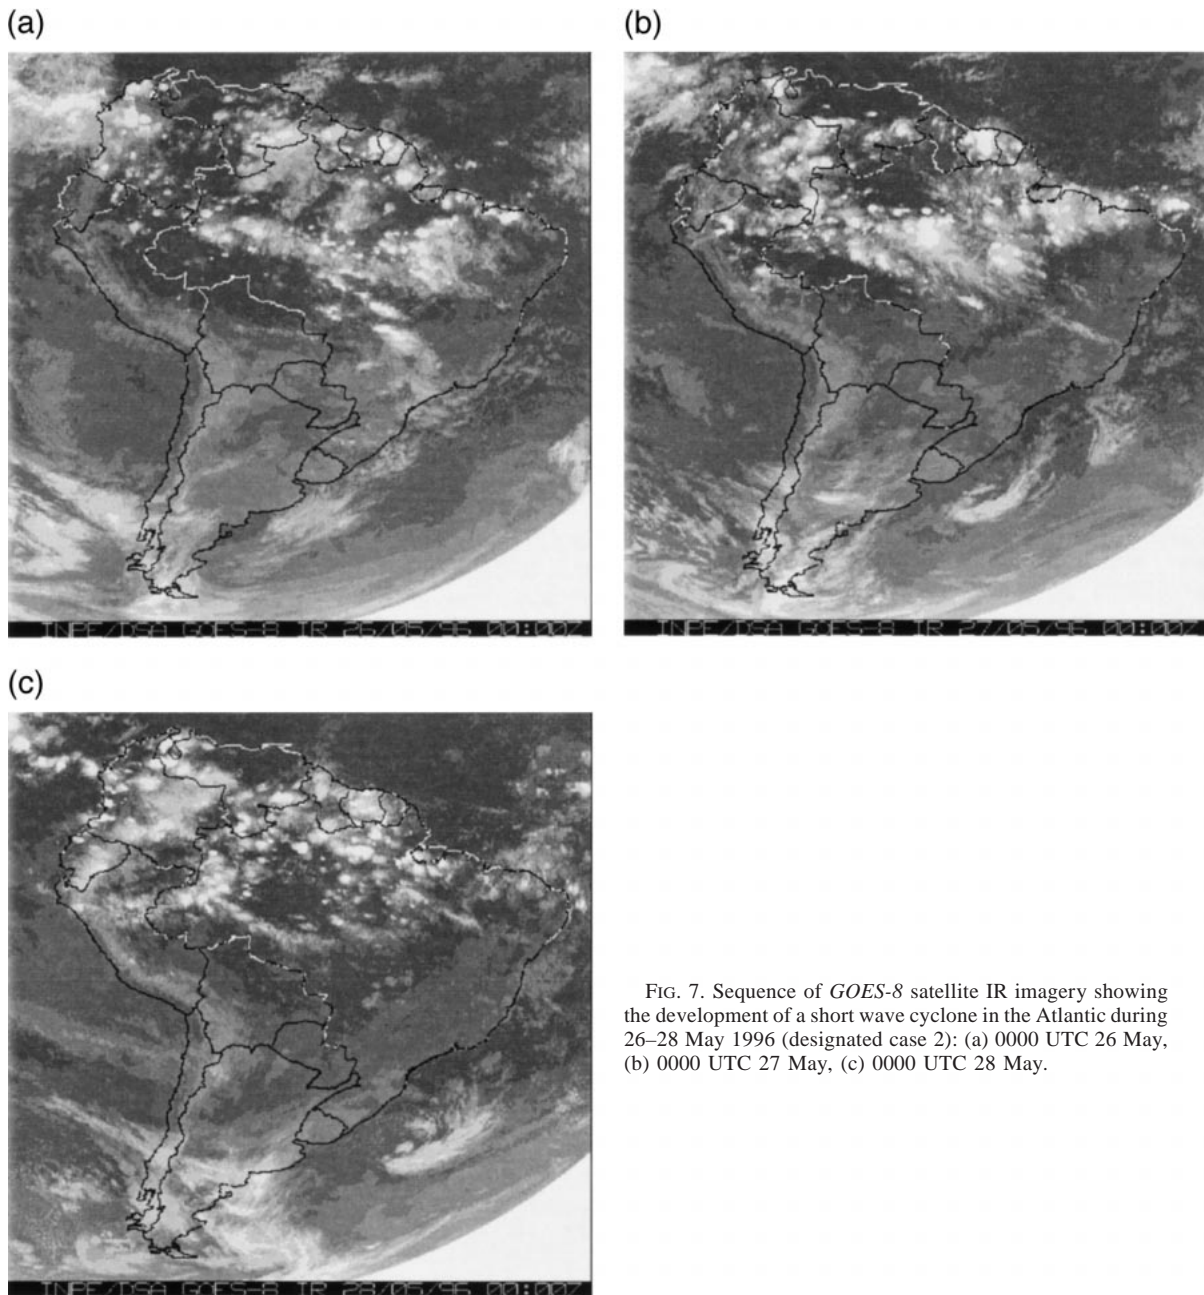 (a)
(b)
INPE/DSA GOES-8 IR 26/05/96 00:00Z
INPE/DSA GOES-8 IR 27/05/96 00:00Z
(c)
INPE/DSA GOES-8 IR 28/05/96 00:00Z
FIG. 7. Sequence of GOES-8 satellite IR imagery showing
the development of a short wave cyclone in the Atlantic during
26–28 May 1996 (designated case 2): (a) 0000 UTC 26 May,
(b) 0000 UTC 27 May, (c) 0000 UTC 28 May.